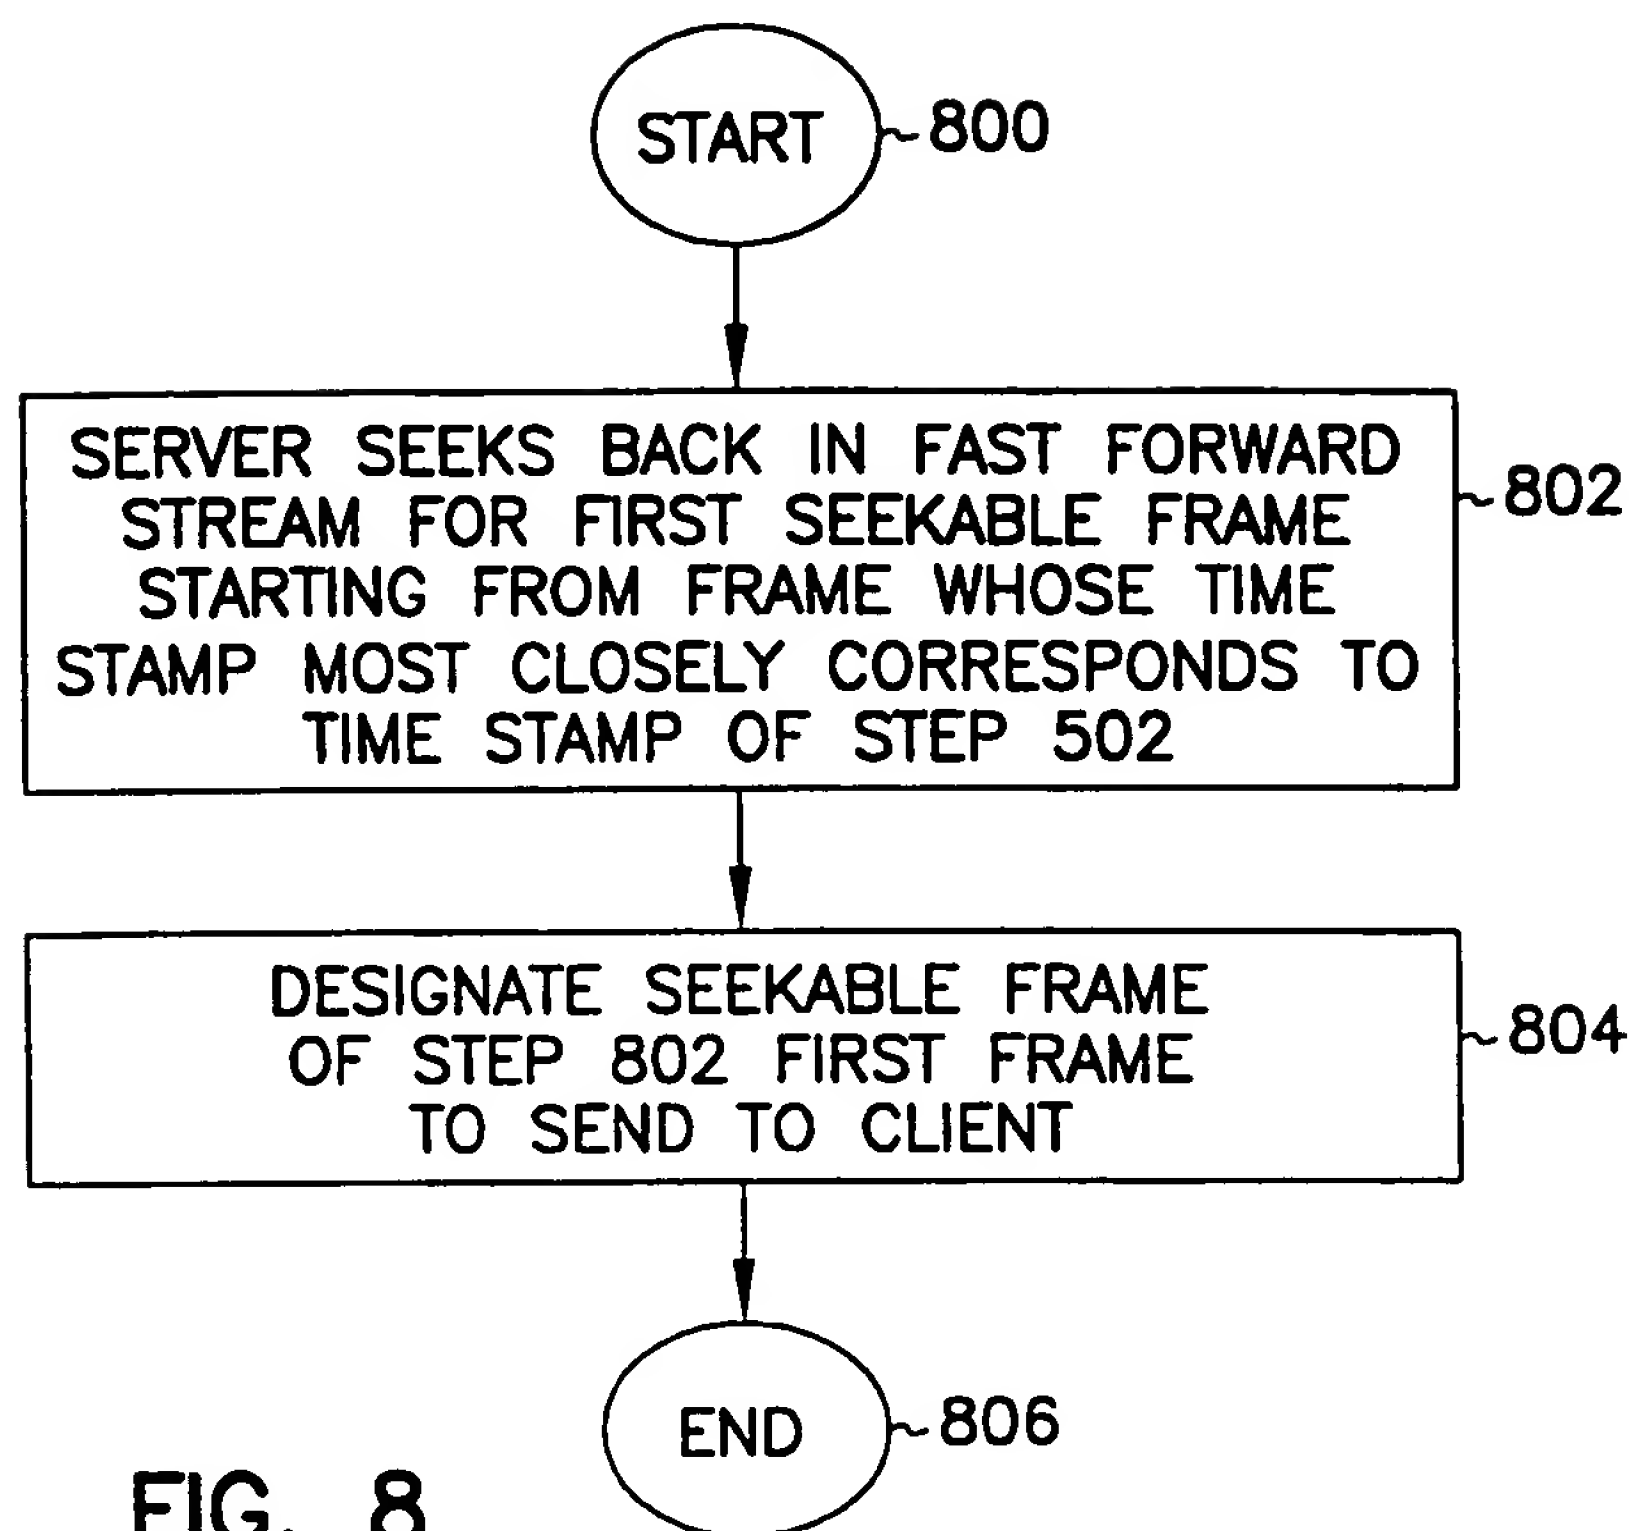 START
800
SERVER SEEKS BACK IN FAST FORWARD
STREAM FOR FIRST SEEKABLE FRAME
STARTING FROM FRAME WHOSE TIME
STAMP MOST CLOSELY CORRESPONDS TO
TIME STAMP OF STEP 502
802
DESIGNATE SEEKABLE FRAME
OF STEP 802 FIRST FRAME
TO SEND TO CLIENT
804
END
806
FIG. 8